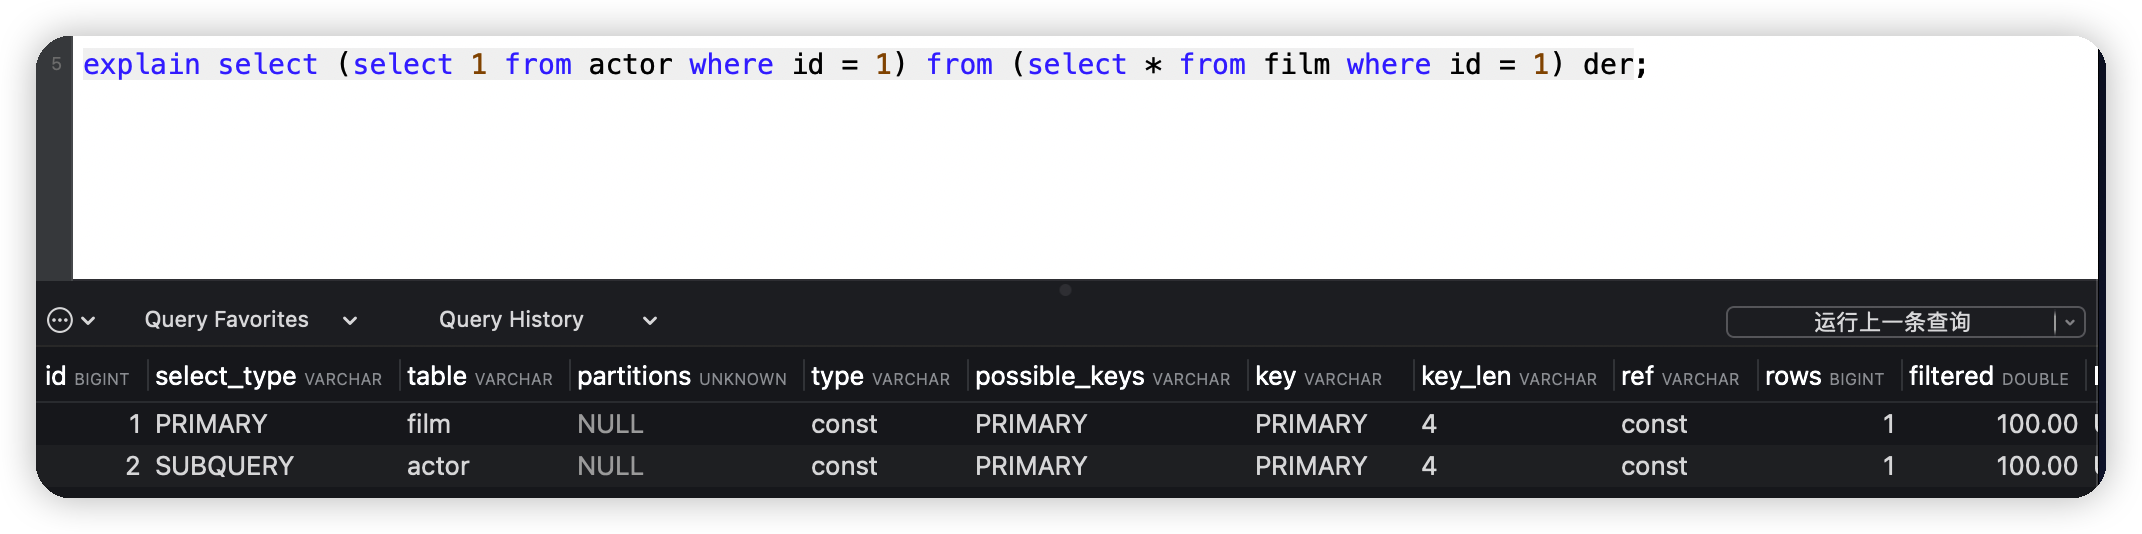 5 explain select (select 1 from actor where id = 1) from (select * from film where id = 1) der;
Query Favorites Query History 运行上一条查询
id BIGINT select_type VARCHAR table VARCHAR partitions UNKNOWN type VARCHAR possible_keys VARCHAR key VARCHAR key_len VARCHAR ref VARCHAR rows BIGINT filtered DOUBLE
1 PRIMARY film NULL const PRIMARY PRIMARY 4 const 1 100.00
2 SUBQUERY actor NULL const PRIMARY PRIMARY 4 const 1 100.00